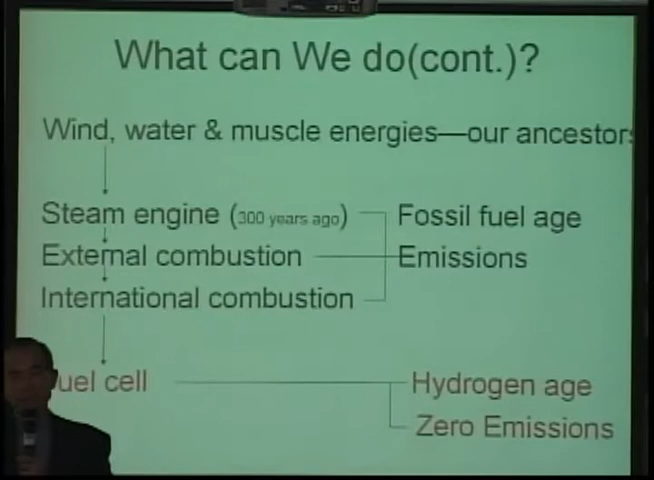 What can We do(cont.)?
Wind, water & muscle energies—our ancestors
Steam engine (300 years ago) Fossil fuel age
External combustion Emissions
International combustion
uel cell Hydrogen age
Zero Emissions